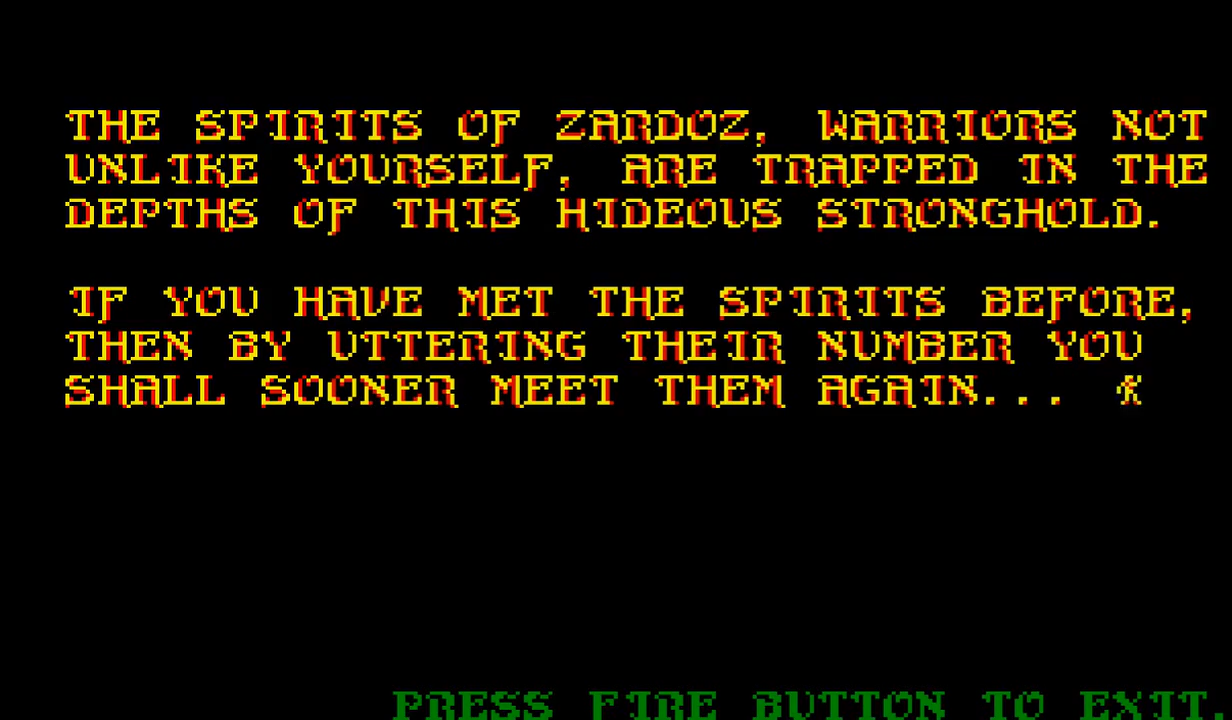 THE SPIRITS OF ZARDOZ, WARRIORS NOT
UNLIKE YOURSELF, ARE TRAPPED IN THE
DEPTHS OF THIS HIDEOUS STRONGHOLD.
IF YOU HAVE MET THE SPIRITS BEFORE,
THEN BY UTTERING THEIR NUMBER YOU
SHALL SOONER MEET THEM AGAIN...
PRESS FIRE BUTTON TO EXIT.